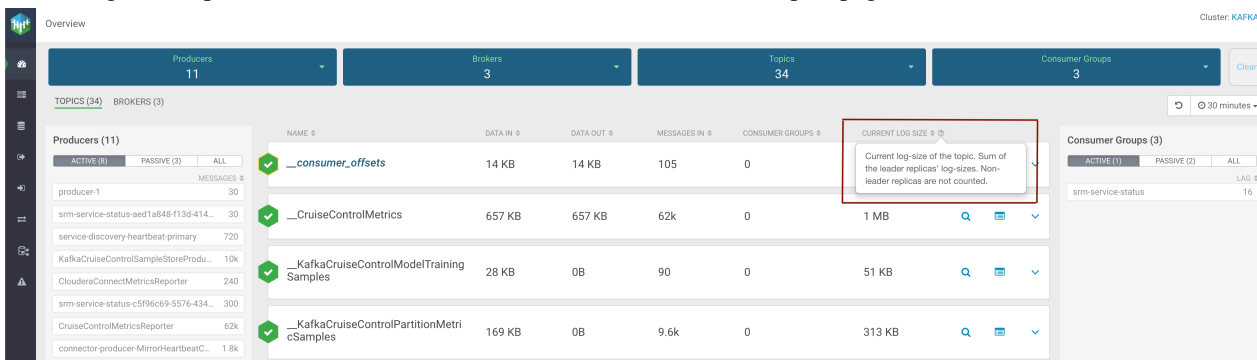 Overview
Cluster: KAFKA
Producers
11
Brokers
3
Topics
34
Consumer Groups
3
Clear
TOPICS (34) BROKERS (3)
30 minutes
Producers (11)
ACTIVE (8) PASSIVE (3) ALL
MESSAGES
producer-1 30
srm-service-status-aed1a848-f13d-414... 30
service-discovery-heartbeat-primary 720
KafkaCruiseControlSampleStoreProdu... 10k
ClouderaConnectMetricsReporter 240
srm-service-status-c5f96c69-5576-434... 300
CruiseControlMetricsReporter 62k
connector-producer-MirrorHeartbeatC... 1.8k
NAME DATA IN DATA OUT MESSAGES IN CONSUMER GROUPS CURRENT LOG SIZE
__consumer_offsets 14 KB 14 KB 105 0
Current log-size of the topic. Sum of
the leader replicas' log-sizes. Non-
leader replicas are not counted.
__CruiseControlMetrics 657 KB 657 KB 62k 0 1 MB
__KafkaCruiseControlModelTraining
Samples 28 KB 0B 90 0 51 KB
__KafkaCruiseControlPartitionMetri
cSamples 169 KB 0B 9.6k 0 313 KB
Consumer Groups (3)
ACTIVE (1) PASSIVE (2) ALL
LAG
srm-service-status 16